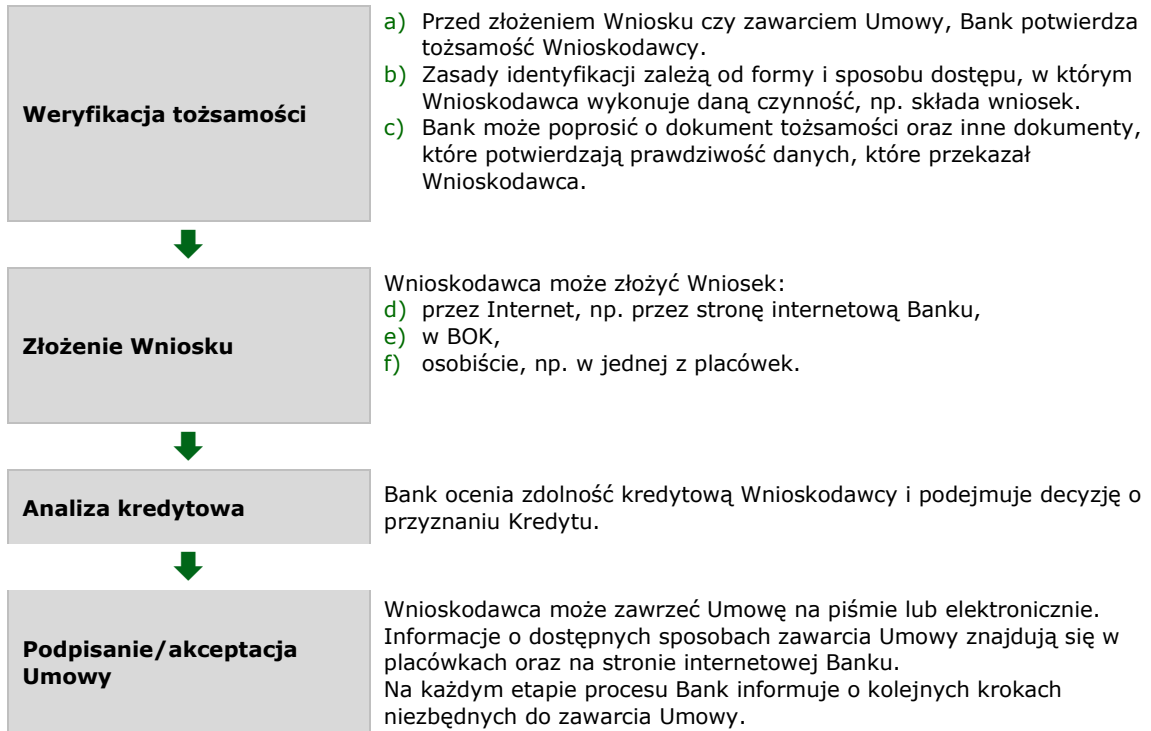 Weryfikacja tożsamości
a) Przed złożeniem Wniosku czy zawarciem Umowy, Bank potwierdza
tożsamość Wnioskodawcy.
b) Zasady identyfikacji zależą od formy i sposobu dostępu, w którym
Wnioskodawca wykonuje daną czynność, np. składa wniosek.
c) Bank może poprosić o dokument tożsamości oraz inne dokumenty,
które potwierdzają prawdziwość danych, które przekazał
Wnioskodawca.
Złożenie Wniosku
Wnioskodawca może złożyć Wniosek:
d) przez Internet, np. przez stronę internetową Banku,
e) w BOK,
f) osobiście, np. w jednej z placówek.
Analiza kredytowa
Bank ocenia zdolność kredytową Wnioskodawcy i podejmuje decyzję o
przyznaniu Kredytu.
Podpisanie/akceptacja
Umowy
Wnioskodawca może zawrzeć Umowę na piśmie lub elektronicznie.
Informacje o dostępnych sposobach zawarcia Umowy znajdują się w
placówkach oraz na stronie internetowej Banku.
Na każdym etapie procesu Bank informuje o kolejnych krokach
niezbędnych do zawarcia Umowy.